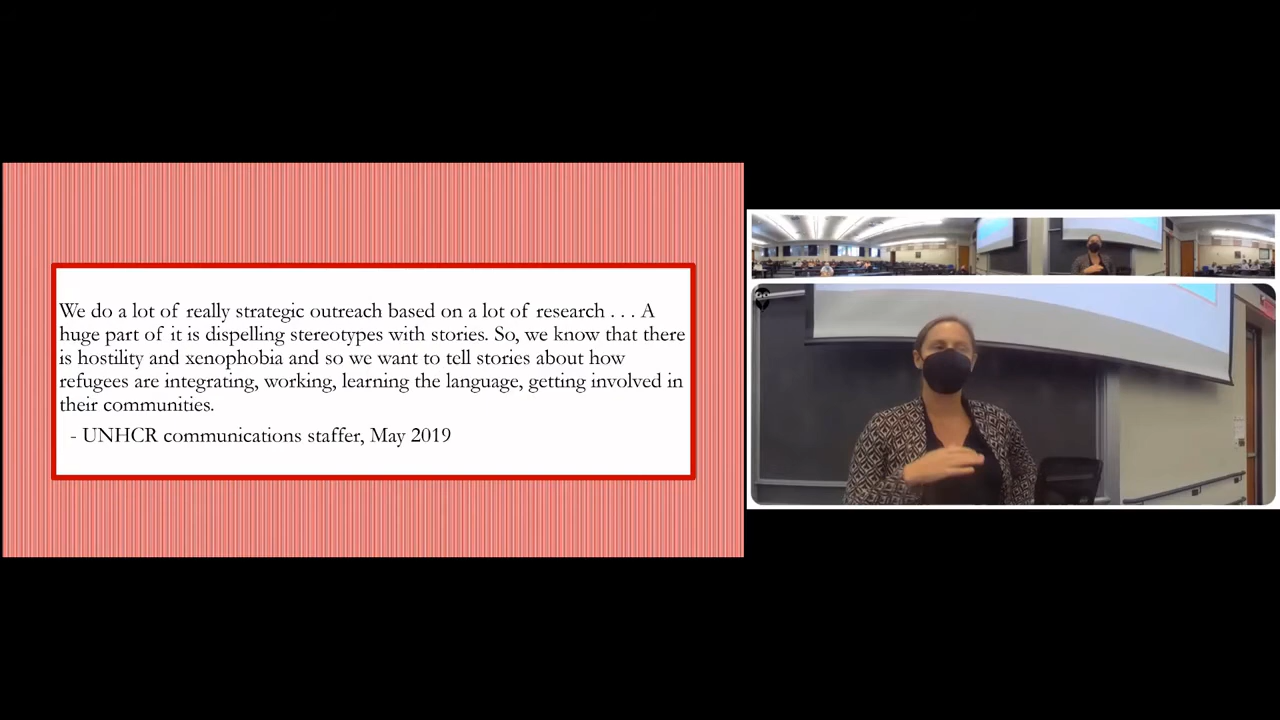 We do a lot of really strategic outreach based on a lot of research . . . A
huge part of it is dispelling stereotypes with stories. So, we know that there
is hostility and xenophobia and so we want to tell stories about how
refugees are integrating, working, learning the language, getting involved in
their communities.
- UNHCR communications staffer, May 2019